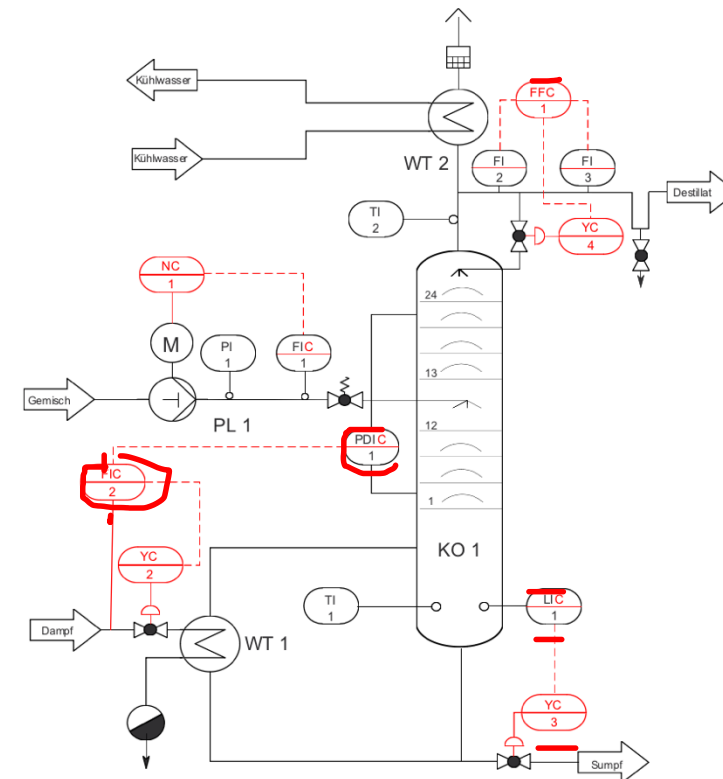 Kühlwasser
FFC
1
Kühlwasser
WT 2
FI
2
FI
3
Destillat
TI
2
YC
4
NC
1
24
M
PI
1
FIC
1
13
Gemisch
PL 1
12
PDIC
1
FIC
2
1
KO 1
YC
2
TI
1
LIC
1
Dampf
WT 1
YC
3
Sumpf